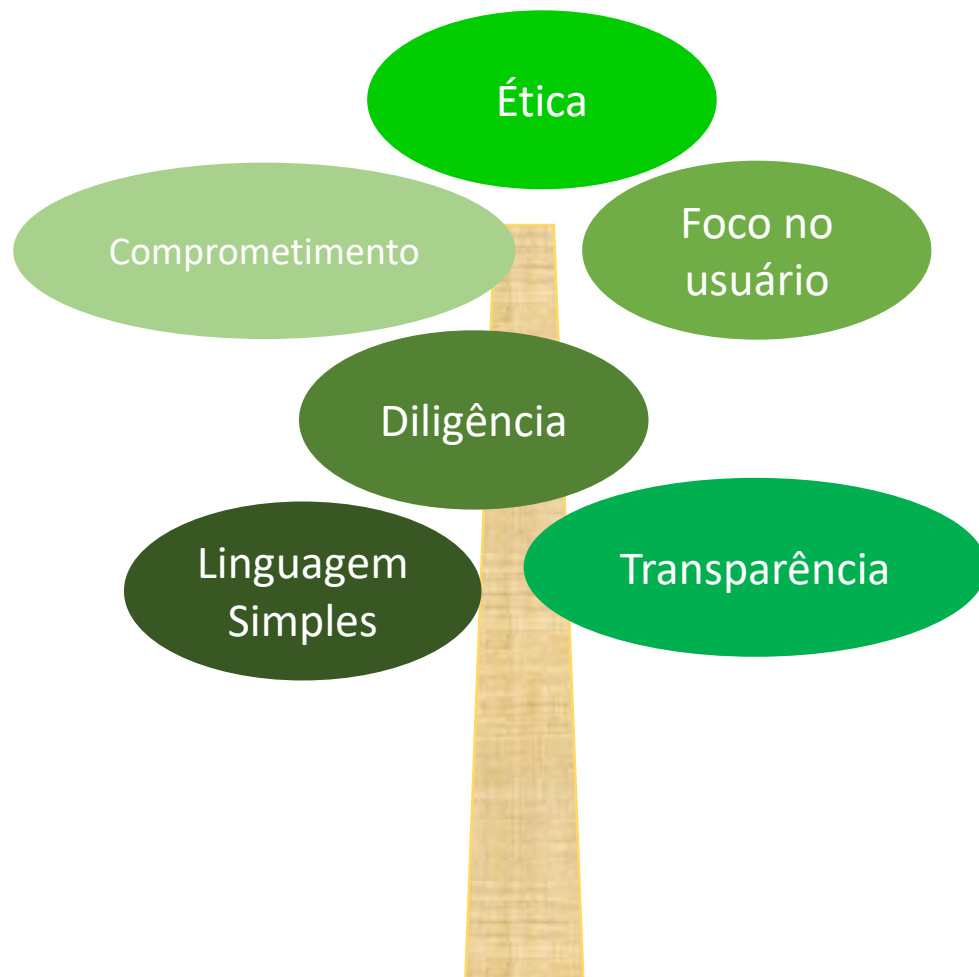 Ética
Comprometimento
Foco no
usuário
Diligência
Linguagem
Simples
Transparência